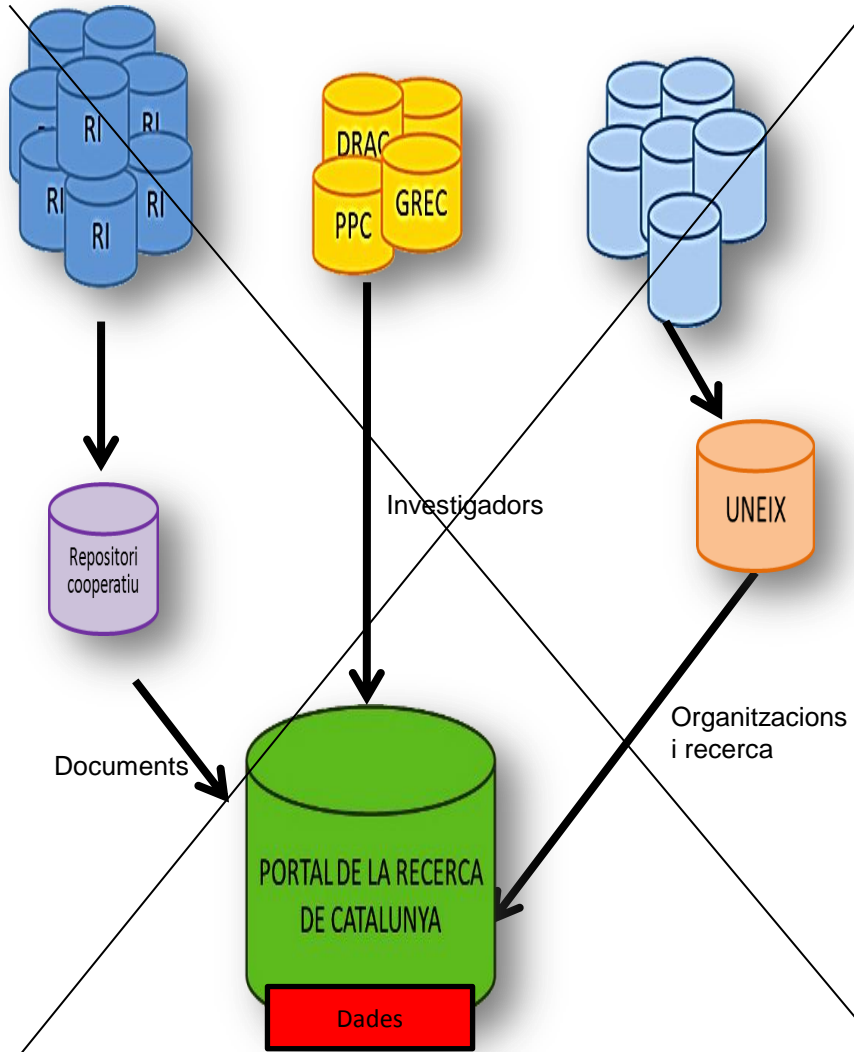 RI
RI
RI
RI
RI
DRAC
PPC
GREC
UNEIX
Repositori
cooperatiu
Investigadors
Organitzacions
i recerca
Documents
PORTAL DE LA RECERCA
DE CATALUNYA
Dades